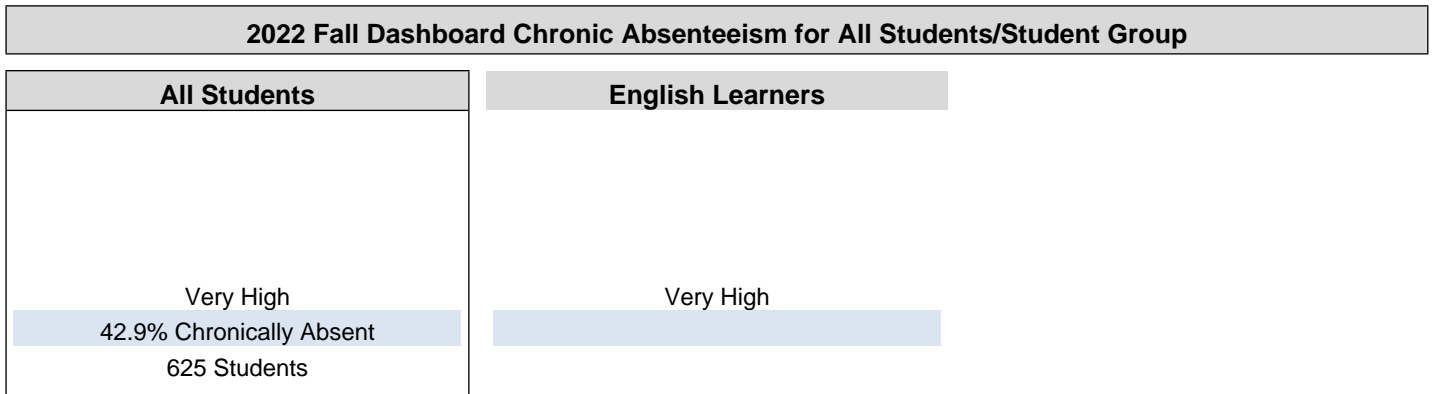 2022 Fall Dashboard Chronic Absenteeism for All Students/Student Group
All Students
Very High
42.9% Chronically Absent
625 Students
English Learners
Very High